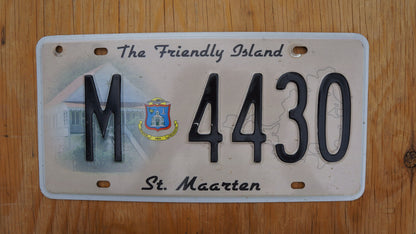 The Friendly Island
M 4430
St. Maarten